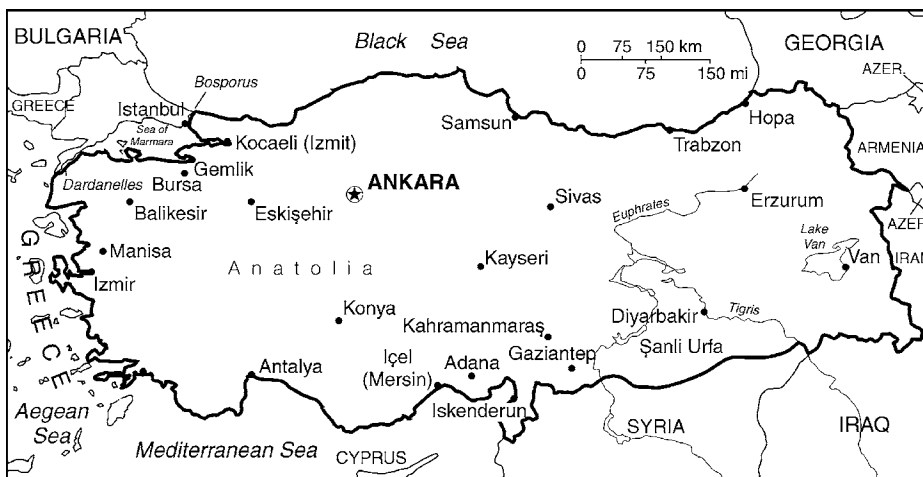 BULGARIA
Black Sea
0 75 150 km
0 75 150 mi
GEORGIA
AZER.
Bosporus
GREECE
Istanbul
Sea of
Marmara
Kocaeli (Izmit)
Samsun
Hopa
Trabzon
ARMENIA
Gemlik
Bursa
Dardanelles
ANKARA
Balikesir
Eskişehir
Sivas
Euphrates
Erzurum
AZER.
Lake
Van
Van
IRAN
GREECE
Manisa
Izmir
Anatolia
Kayseri
Konya
Diyarbakir
Tigris
Kahramanmaraş
Gaziantep
Şanli Urfa
Antalya
Içel
(Mersin)
Adana
Iskenderun
Aegean
Sea
Mediterranean Sea
CYPRUS
SYRIA
IRAQ